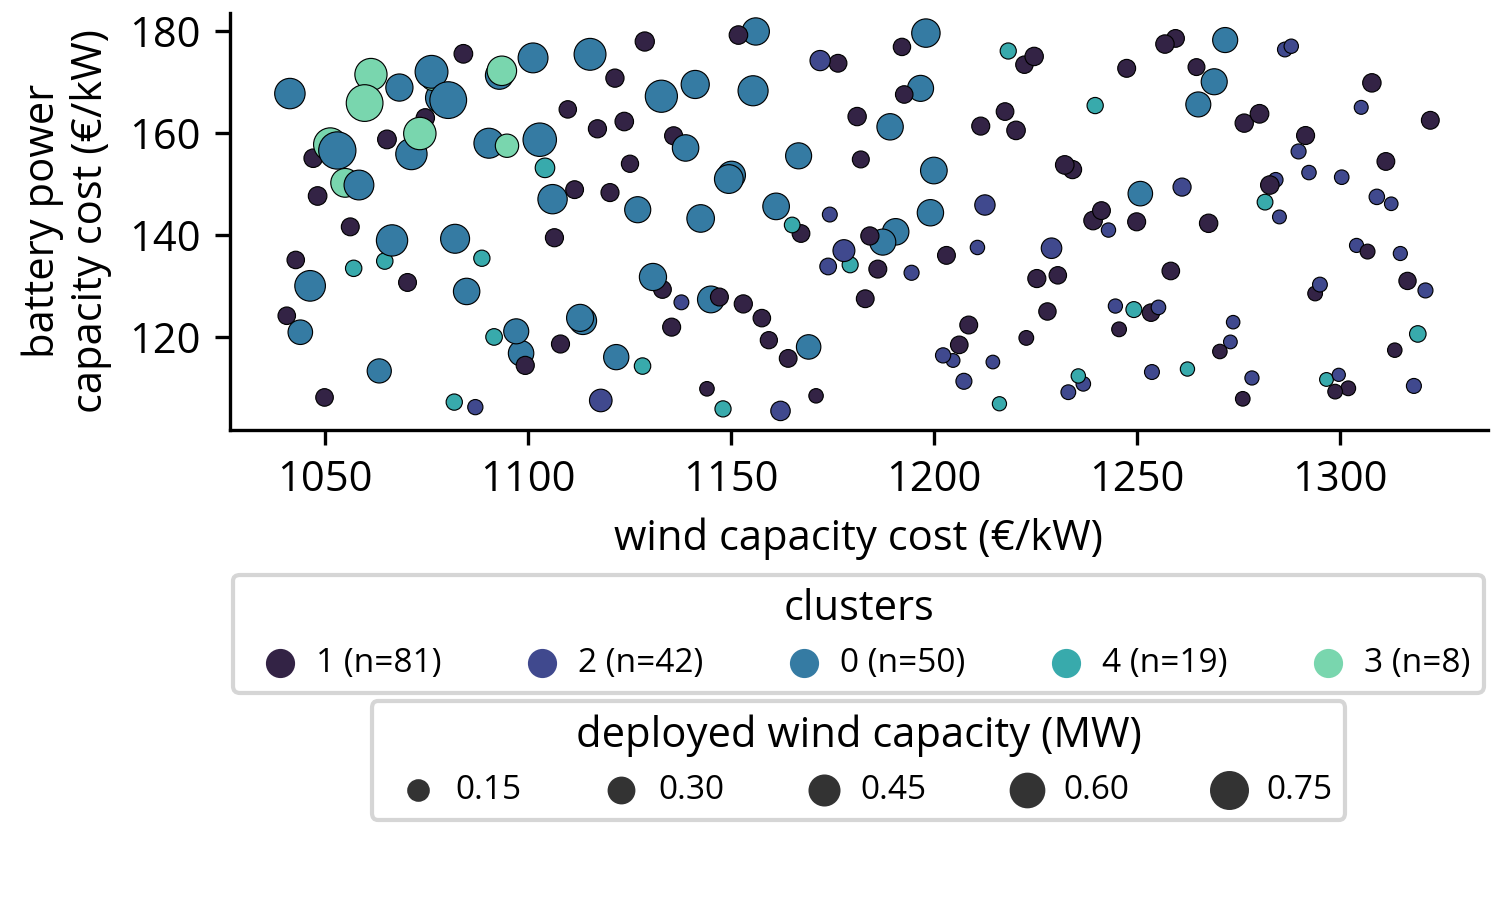 180
160
140
120
battery power
capacity cost (€/kW)
1050 1100 1150 1200 1250 1300
wind capacity cost (€/kW)
clusters
1 (n=81) 2 (n=42) 0 (n=50) 4 (n=19) 3 (n=8)
deployed wind capacity (MW)
0.15 0.30 0.45 0.60 0.75